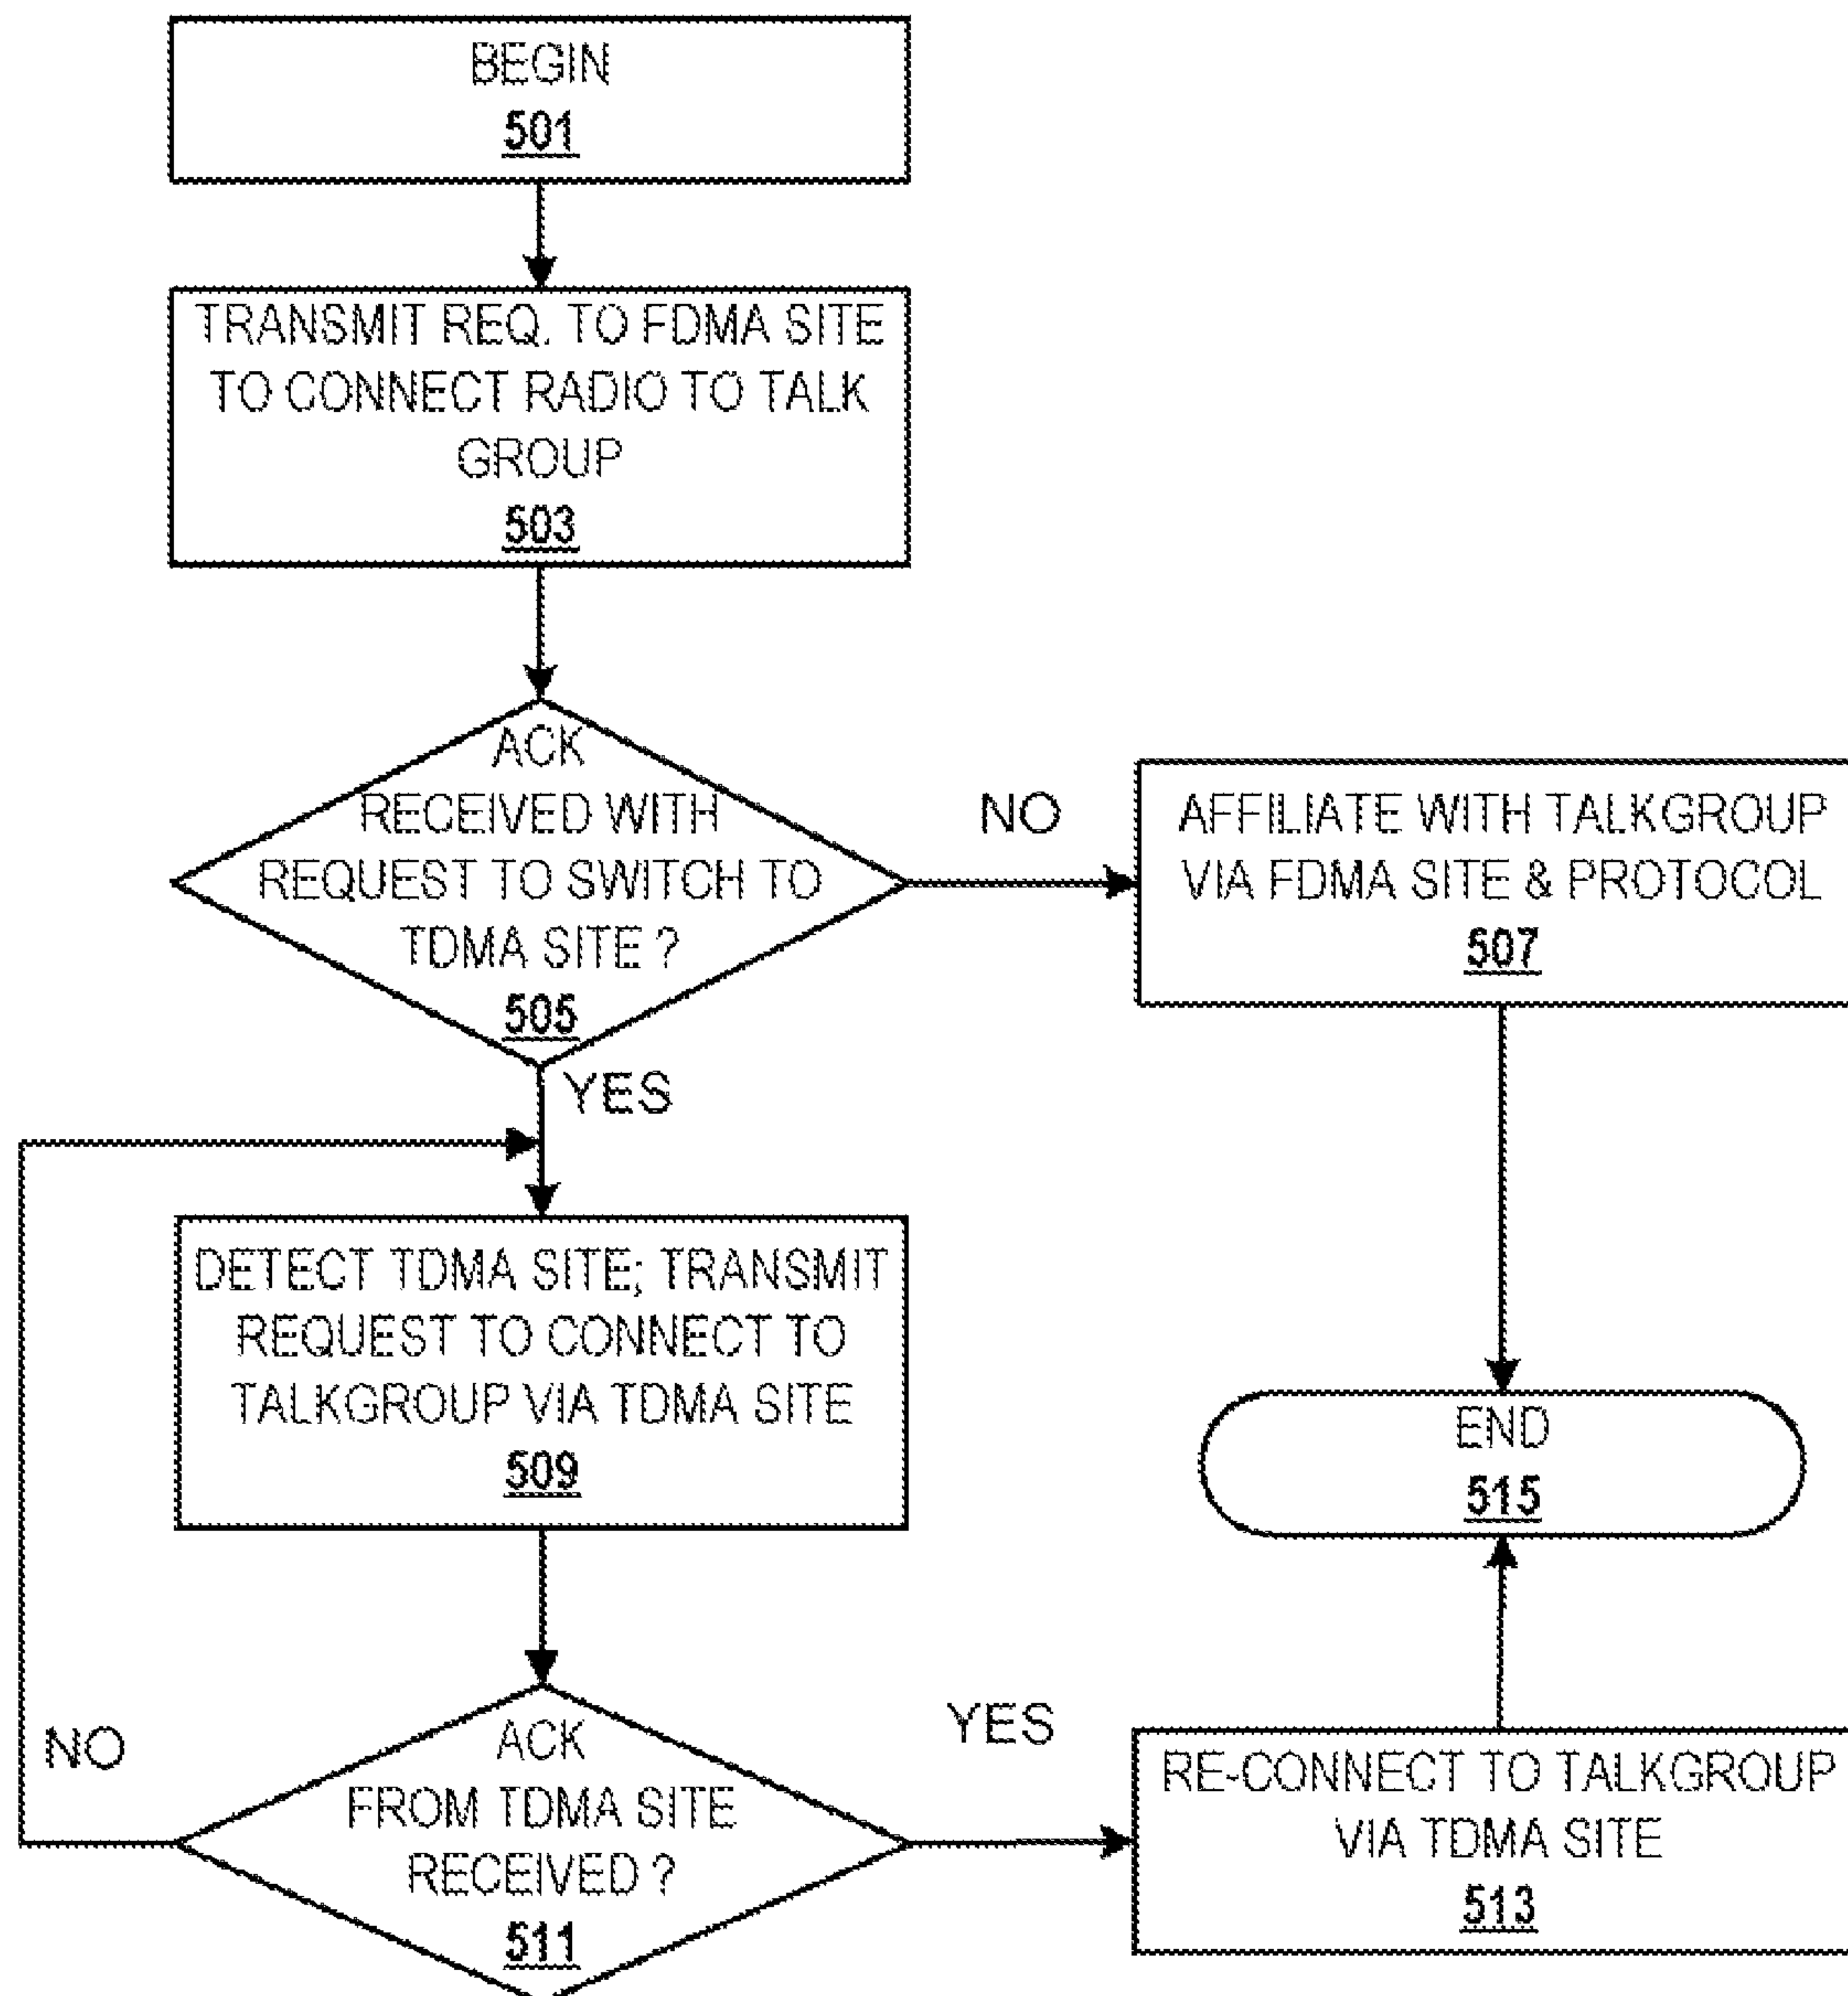 BEGIN
501
TRANSMIT REQ. TO FDMA SITE
TO CONNECT RADIO TO TALK
GROUP
503
ACK
RECEIVED WITH
REQUEST TO SWITCH TO
TDMA SITE ?
505
NO
AFFILIATE WITH TALKGROUP
VIA FDMA SITE & PROTOCOL
507
YES
DETECT TDMA SITE; TRANSMIT
REQUEST TO CONNECT TO
TALKGROUP VIA TDMA SITE
509
END
515
NO
ACK
FROM TDMA SITE
RECEIVED ?
511
YES
RE-CONNECT TO TALKGROUP
VIA TDMA SITE
513